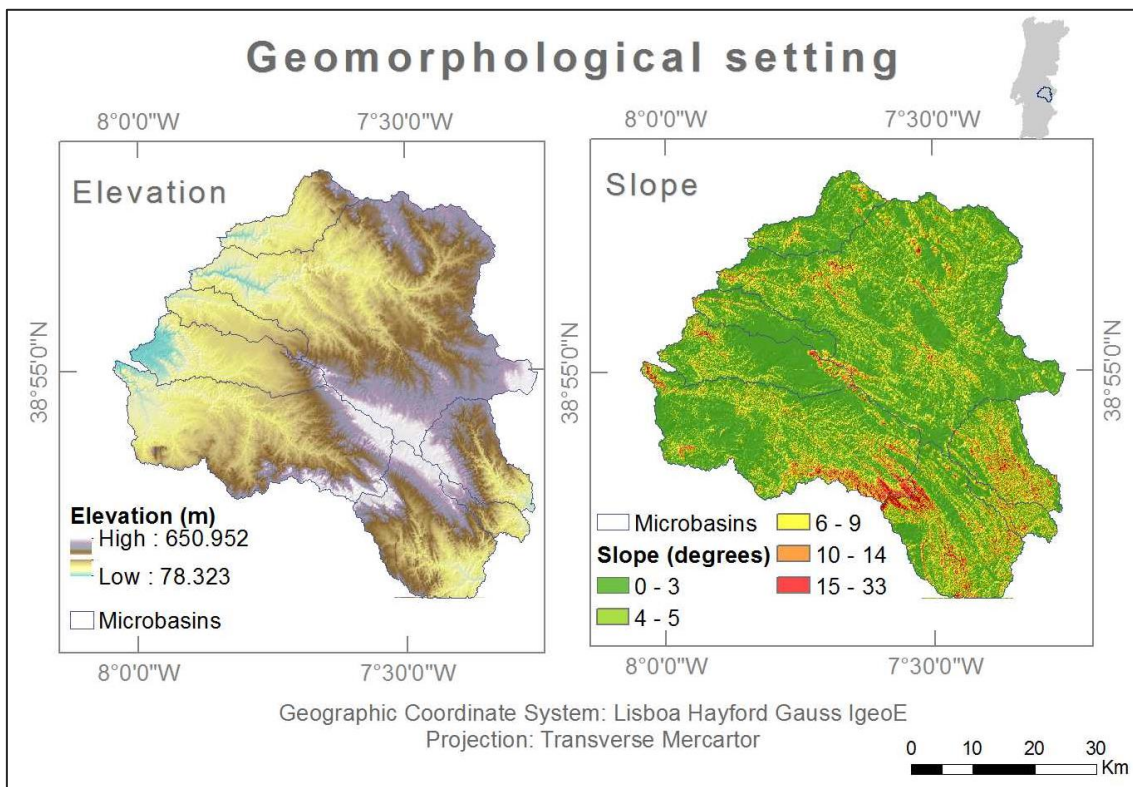 Geomorphological setting
8°0'0"W
7°30'0"W
8°0'0"W
7°30'0"W
Elevation
Slope
38°55'0"N
38°55'0"N
38°55'0"N
38°55'0"N
Elevation (m)
High : 650.952
Low : 78.323
Microbasins
Microbasins
Slope (degrees)
0 - 3
4 - 5
6 - 9
10 - 14
15 - 33
8°0'0"W
7°30'0"W
8°0'0"W
7°30'0"W
Geographic Coordinate System: Lisboa Hayford Gauss IgeoE
Projection: Transverse Mercartor
0 10 20 30
Km